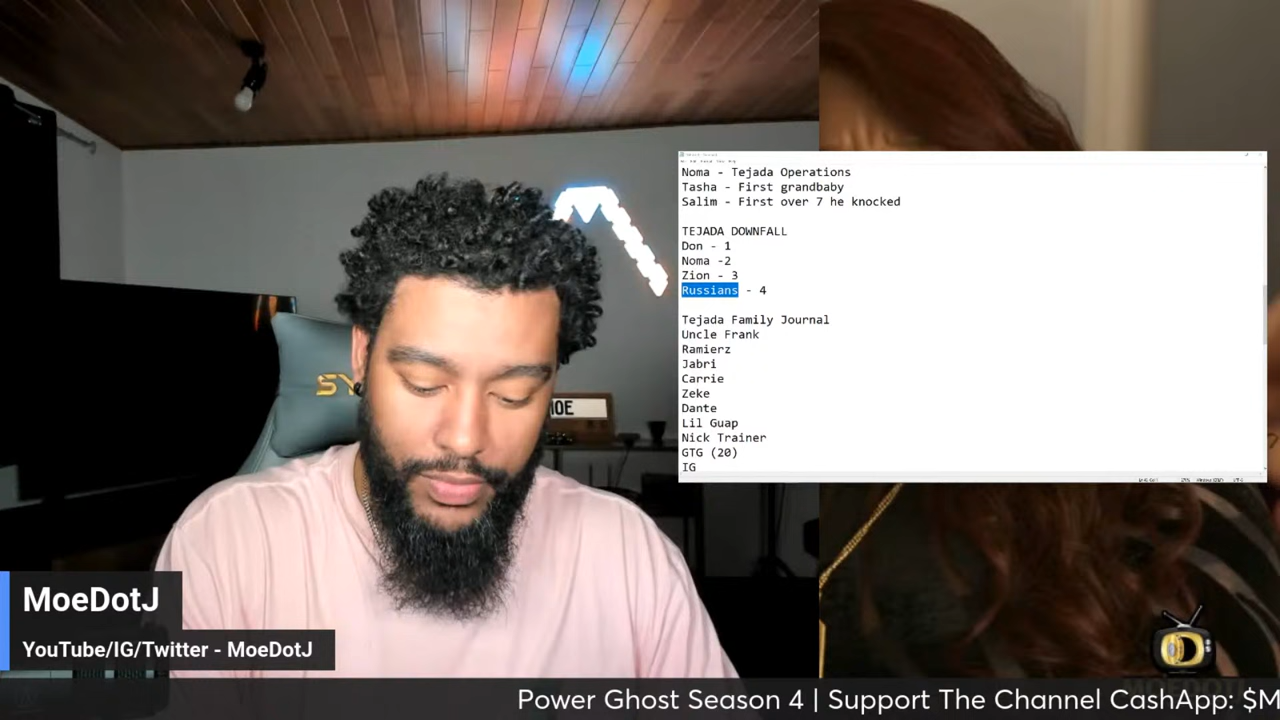 Noma - Tejada Operations
Tasha - First grandbaby
Salim - First over 7 he knocked
TEJADA DOWNFALL
Don - 1
Noma -2
Zion - 3
Russians - 4
Tejada Family Journal
Uncle Frank
Ramierz
Jabri
Carrie
Zeke
Dante
Lil Guap
Nick Trainer
GTG (20)
IG
SY
MOE
MoeDotJ
YouTube/IG/Twitter - MoeDotJ
Power Ghost Season 4 | Support The Channel CashApp: $M